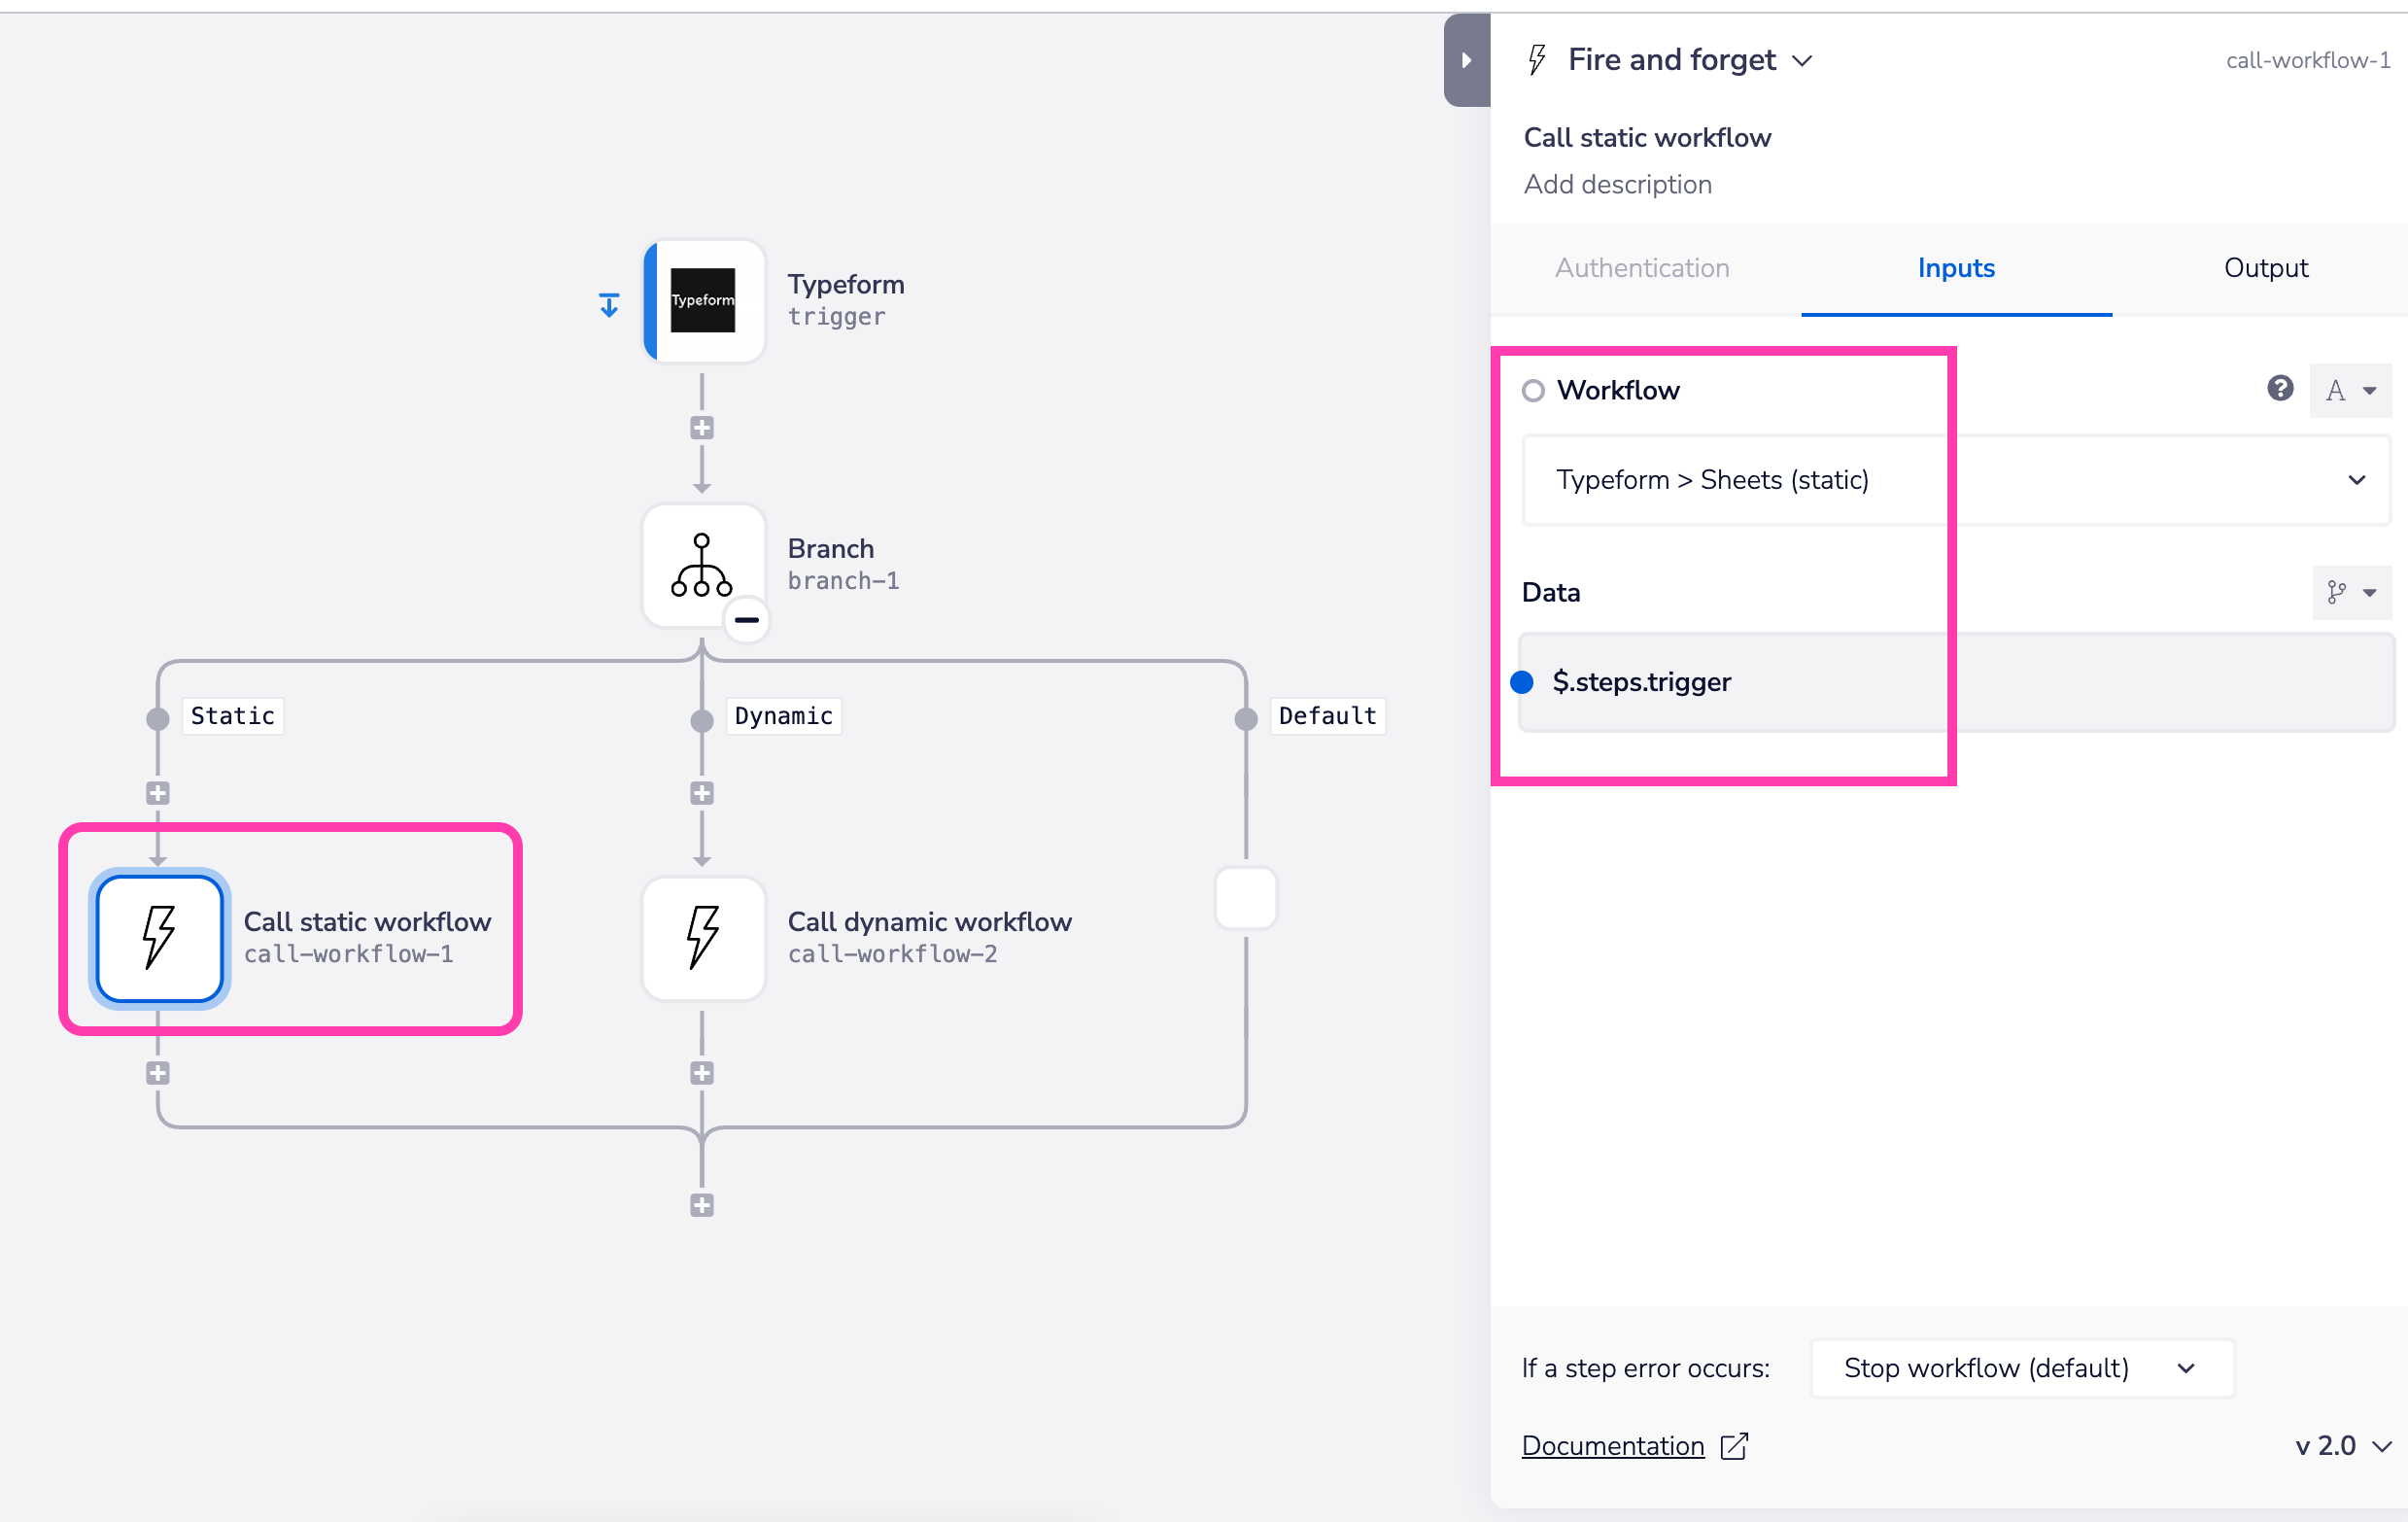 Typeform
Typeform
trigger
Branch
branch-1
Static
Dynamic
Default
Call static workflow
call-workflow-1
Call dynamic workflow
call-workflow-2
Fire and forget
call-workflow-1
Call static workflow
Add description
Authentication
Inputs
Output
Workflow
? A
Typeform > Sheets (static)
Data
$.steps.trigger
If a step error occurs: Stop workflow (default)
Documentation
v 2.0